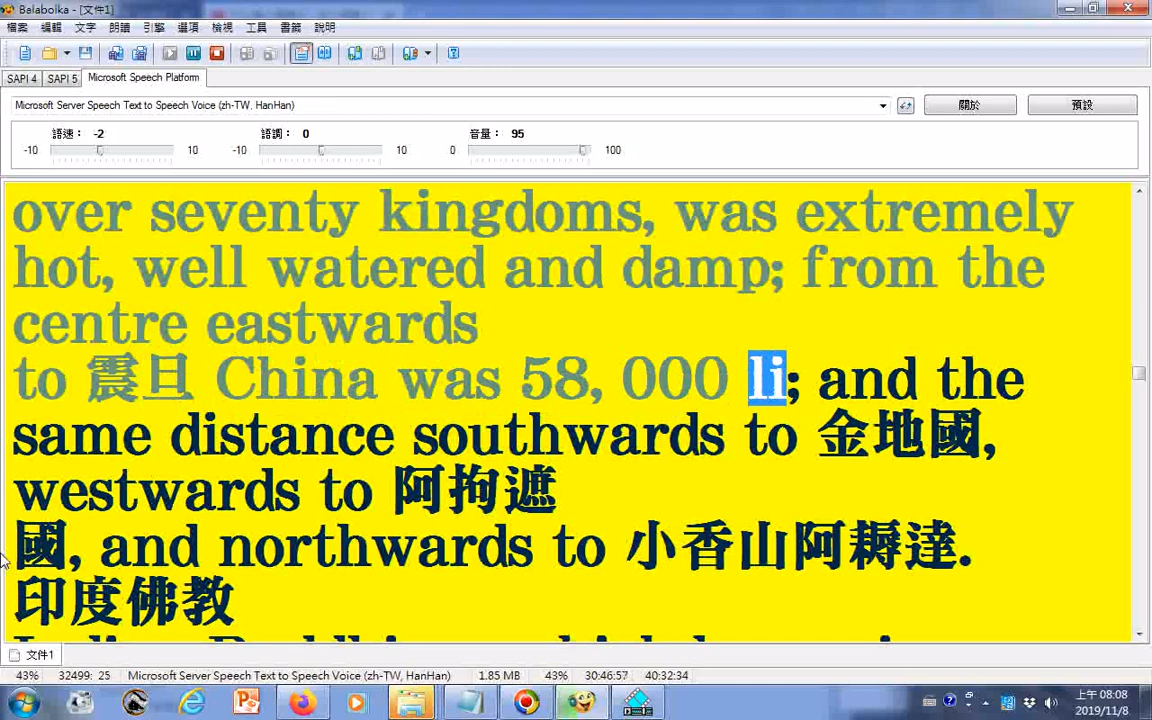 Balabolka - [文件1]
檔案 編輯 文字 朗讀 引擎 選項 檢視 工具 書籤 說明
SAPI 4 SAPI 5 Microsoft Speech Platform
Microsoft Server Speech Text to Speech Voice (zh-TW, HanHan) 關於 預設
語速： -2 語調： 0 音量： 95
-10 10 -10 10 0 100
over seventy kingdoms, was extremely
hot, well watered and damp; from the
centre eastwards
to 震旦 China was 58, 000 li; and the
same distance southwards to 金地國,
westwards to 阿拘遮
國, and northwards to 小香山阿耨達.
印度佛教
文件1
43% 32499: 25 Microsoft Server Speech Text to Speech Voice (zh-TW, HanHan) 1.85 MB 43% 30:46:57 40:32:34
上午 08:08
2019/11/8